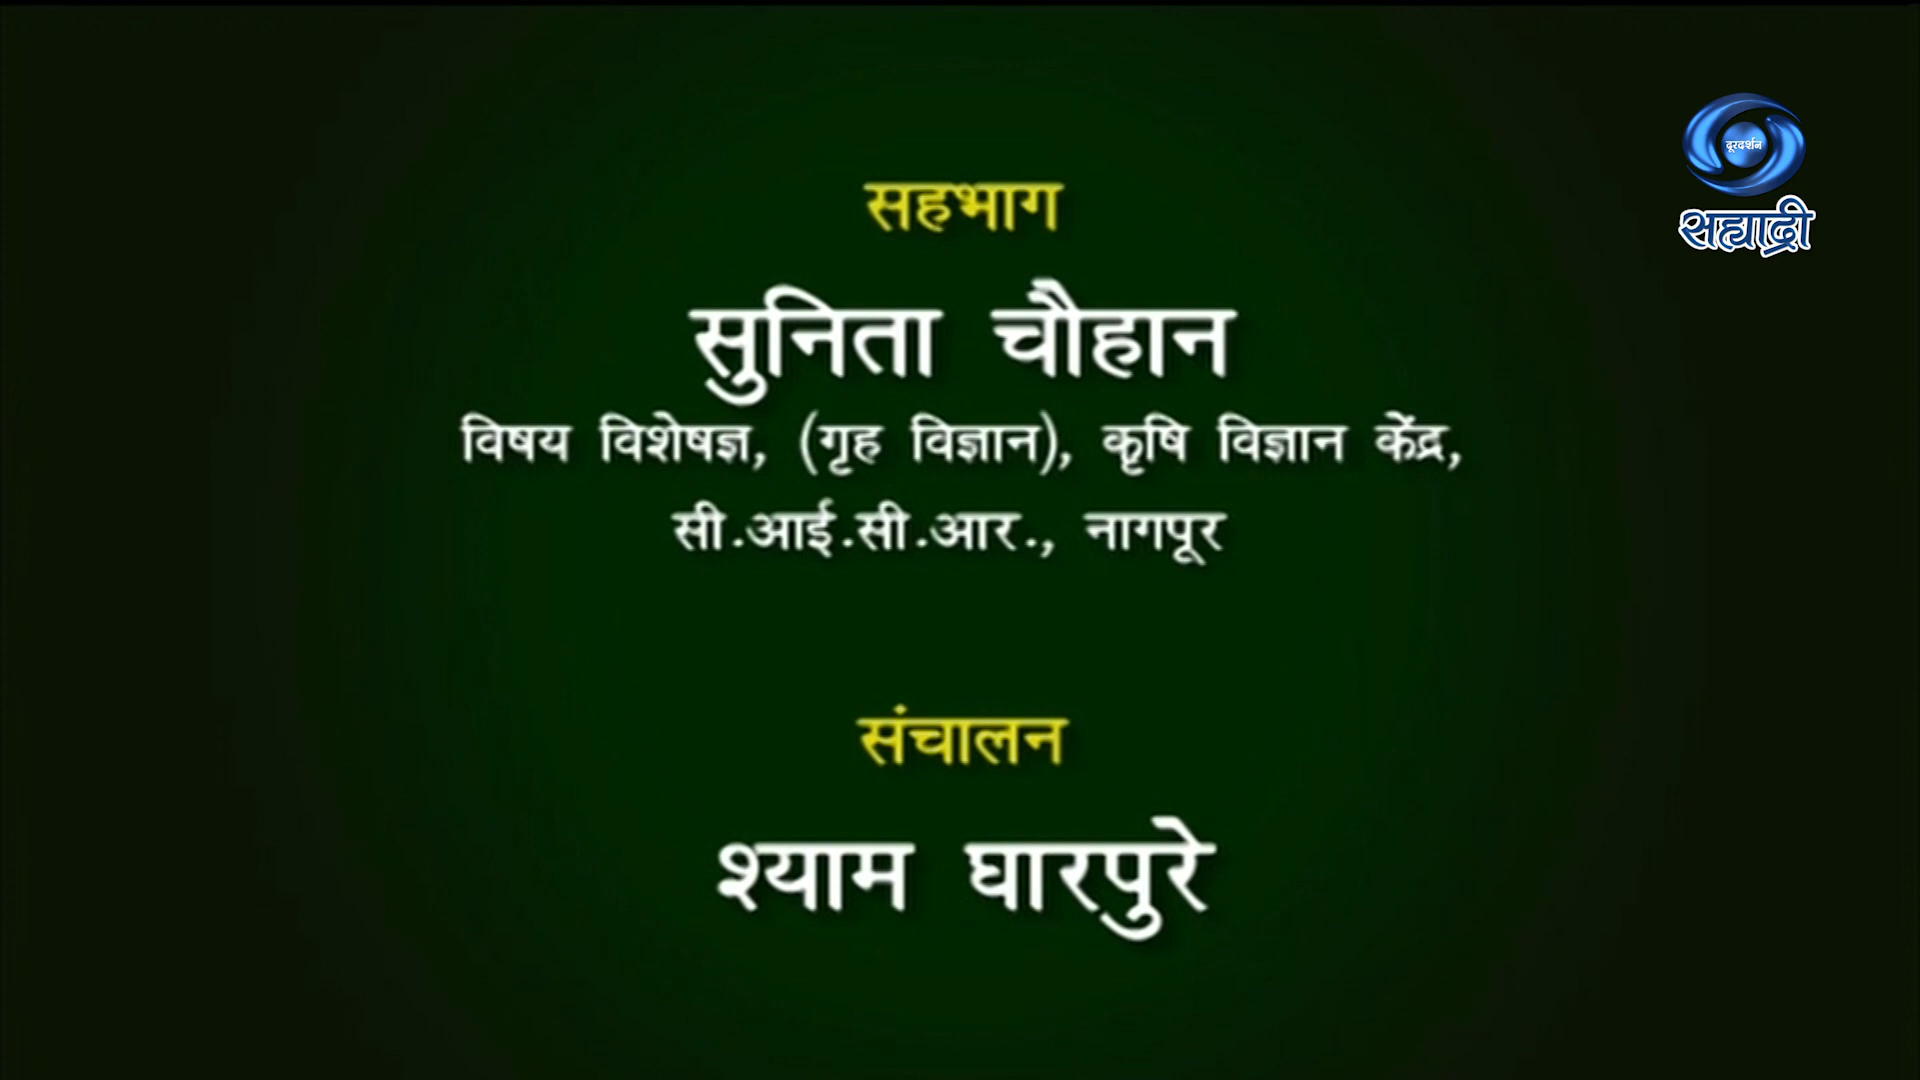 दूरदर्शन
सह्याद्री
सहभाग
सुनिता चौहान
विषय विशेषज्ञ, (गृह विज्ञान), कृषि विज्ञान केंद्र,
सी.आई.सी.आर., नागपूर
संचालन
श्याम घारपुरे